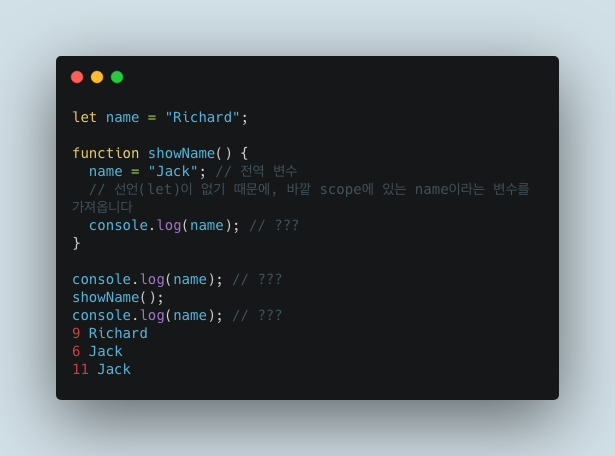 let name = "Richard";

function showName() {
  name = "Jack"; // 전역 변수
  // 선언(let)이 없기 때문에, 바깥 scope에 있는 name이라는 변수를
가져옵니다
  console.log(name); // ???
}

console.log(name); // ???
showName();
console.log(name); // ???
9 Richard
6 Jack
11 Jack